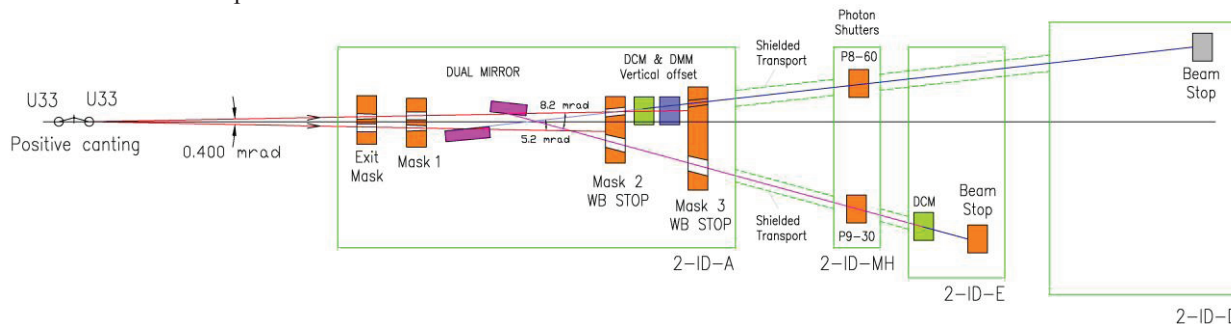 U33 U33
Positive canting
0.400 mrad
DUAL MIRROR
8.2 mrad
5.2 mrad
Exit
Mask
Mask 1
DCM & DMM
Vertical offset
Mask 2
WB STOP
Mask 3
WB STOP
2-ID-A
Shielded
Transport
Shielded
Transport
Photon
Shutters
P8-60
P9-30
2-ID-MH
DCM
Beam
Stop
2-ID-E
Beam
Stop